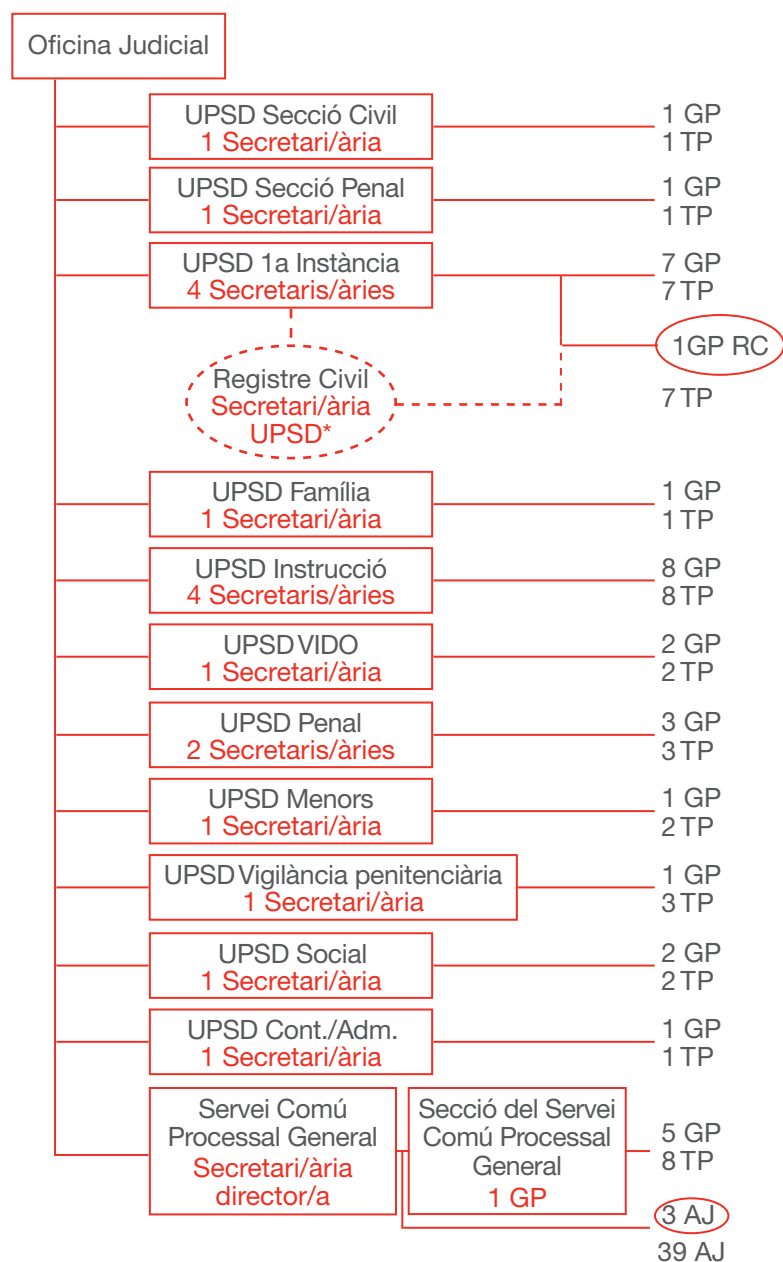 Oficina Judicial
UPSD Secció Civil
1 Secretari/ària
1 GP
1 TP
UPSD Secció Penal
1 Secretari/ària
1 GP
1 TP
UPSD 1a Instància
4 Secretaris/àries
7 GP
7 TP
1GP RC
Registre Civil
Secretari/ària
UPSD*
7 TP
UPSD Família
1 Secretari/ària
1 GP
1 TP
UPSD Instrucció
4 Secretaris/àries
8 GP
8 TP
UPSD VIDO
1 Secretari/ària
2 GP
2 TP
UPSD Penal
2 Secretaris/àries
3 GP
3 TP
UPSD Menors
1 Secretari/ària
1 GP
2 TP
UPSD Vigilància penitenciària
1 Secretari/ària
1 GP
3 TP
UPSD Social
1 Secretari/ària
2 GP
2 TP
UPSD Cont./Adm.
1 Secretari/ària
1 GP
1 TP
Servei Comú
Processal General
Secretari/ària
director/a
Secció del Servei
Comú Processal
General
1 GP
5 GP
8 TP
3 AJ
39 AJ